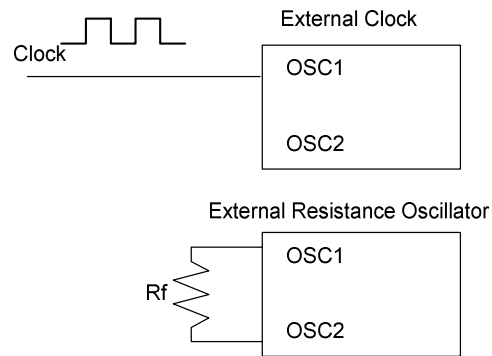 External Clock
Clock
OSC1
OSC2
External Resistance Oscillator
OSC1
Rf
OSC2